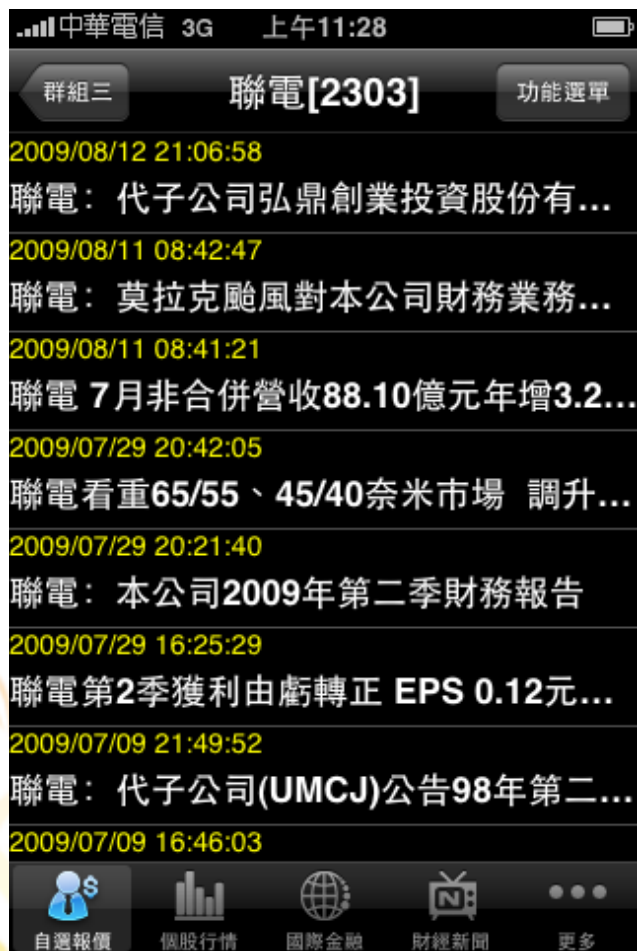 中華電信 3G 上午11:28
群組三 聯電[2303] 功能選單
2009/08/12 21:06:58
聯電：代子公司弘鼎創業投資股份有...
2009/08/11 08:42:47
聯電：莫拉克颱風對本公司財務業務...
2009/08/11 08:41:21
聯電 7月非合併營收88.10億元年增3.2...
2009/07/29 20:42:05
聯電看重65/55、45/40奈米市場 調升...
2009/07/29 20:21:40
聯電：本公司2009年第二季財務報告
2009/07/29 16:25:29
聯電第2季獲利由虧轉正 EPS 0.12元...
2009/07/09 21:49:52
聯電：代子公司(UMCJ)公告98年第二...
2009/07/09 16:46:03
自選報價 個股行情 國際金融 財經新聞 更多